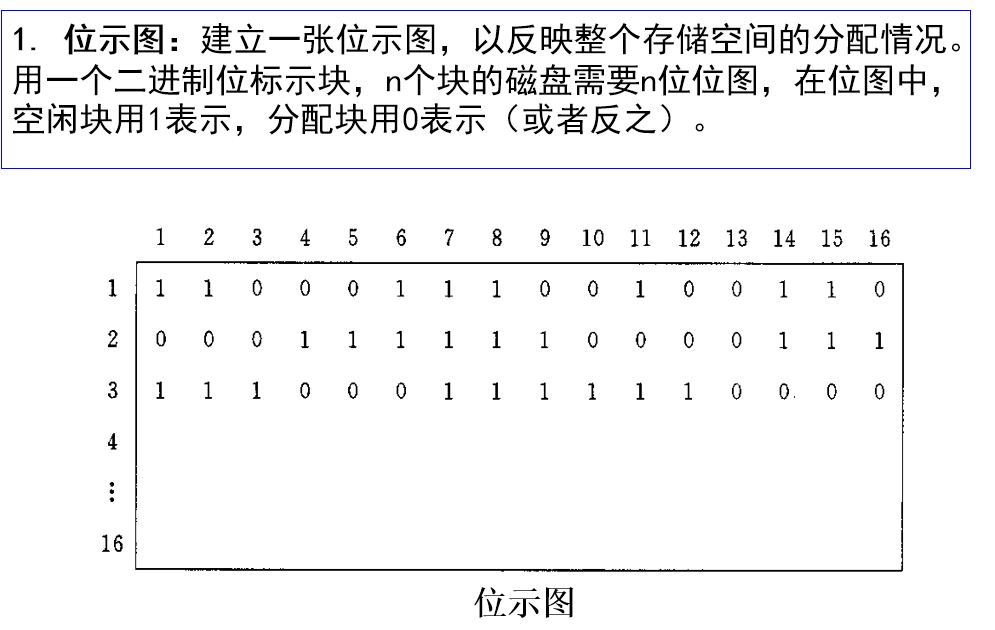 1. 位示图：建立一张位示图，以反映整个存储空间的分配情况。
用一个二进制位标示块，n个块的磁盘需要n位位图，在位图中，
空闲块用1表示，分配块用0表示（或者反之）。
1 2 3 4 5 6 7 8 9 10 11 12 13 14 15 16
1 1 1 0 0 0 1 1 1 0 0 1 0 0 1 1 0
2 0 0 0 1 1 1 1 1 1 0 0 0 0 1 1 1
3 1 1 1 0 0 0 1 1 1 1 1 1 0 0 0 0
4
⋮
16
位示图